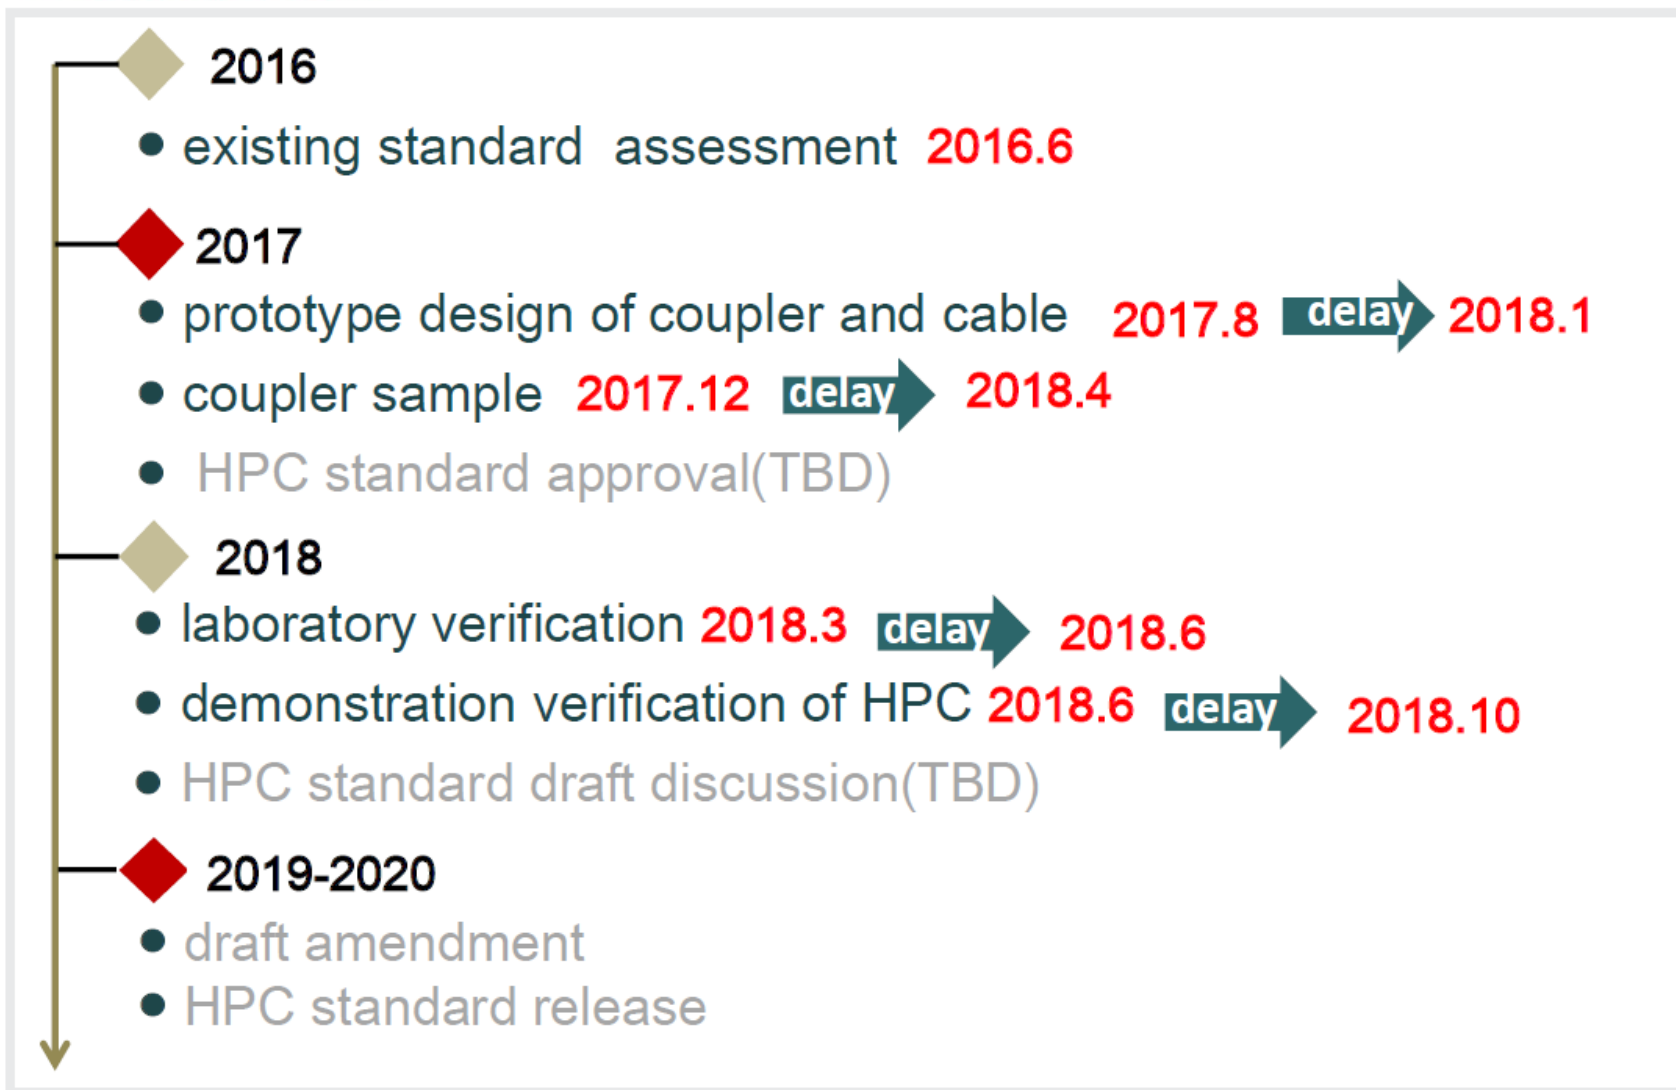 2016
existing standard assessment 2016.6
2017
prototype design of coupler and cable 2017.8 delay 2018.1
coupler sample 2017.12 delay 2018.4
HPC standard approval(TBD)
2018
laboratory verification 2018.3 delay 2018.6
demonstration verification of HPC 2018.6 delay 2018.10
HPC standard draft discussion(TBD)
2019-2020
draft amendment
HPC standard release